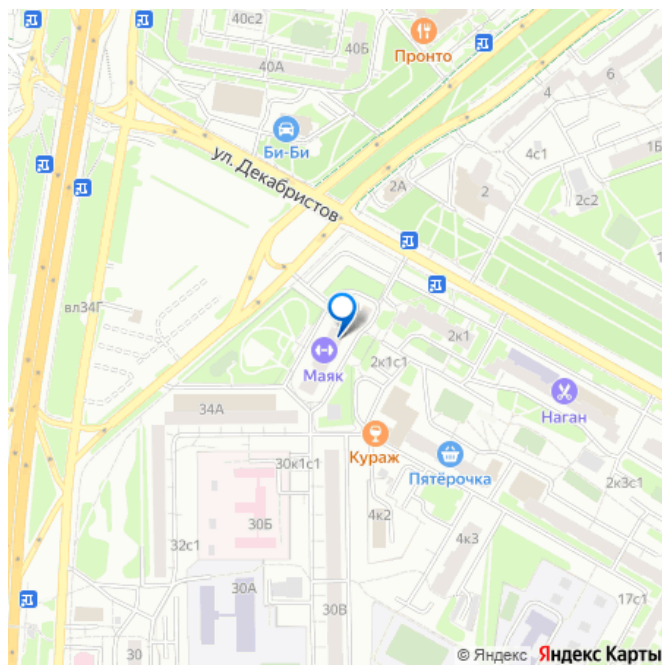 40с2
40Б
Пронто
40А
6
4
Би-Би
ул. Декабристов
4с1
1Б
2А
2
2с2
вл34Г
2к1
Маяк
2к1с1
34А
Наган
Кураж
30к1с1
Пятёрочка
2к3с1
30Б
4к2
32с1
4к3
30А
17с1
30В
30
© Яндекс Яндекс Карты